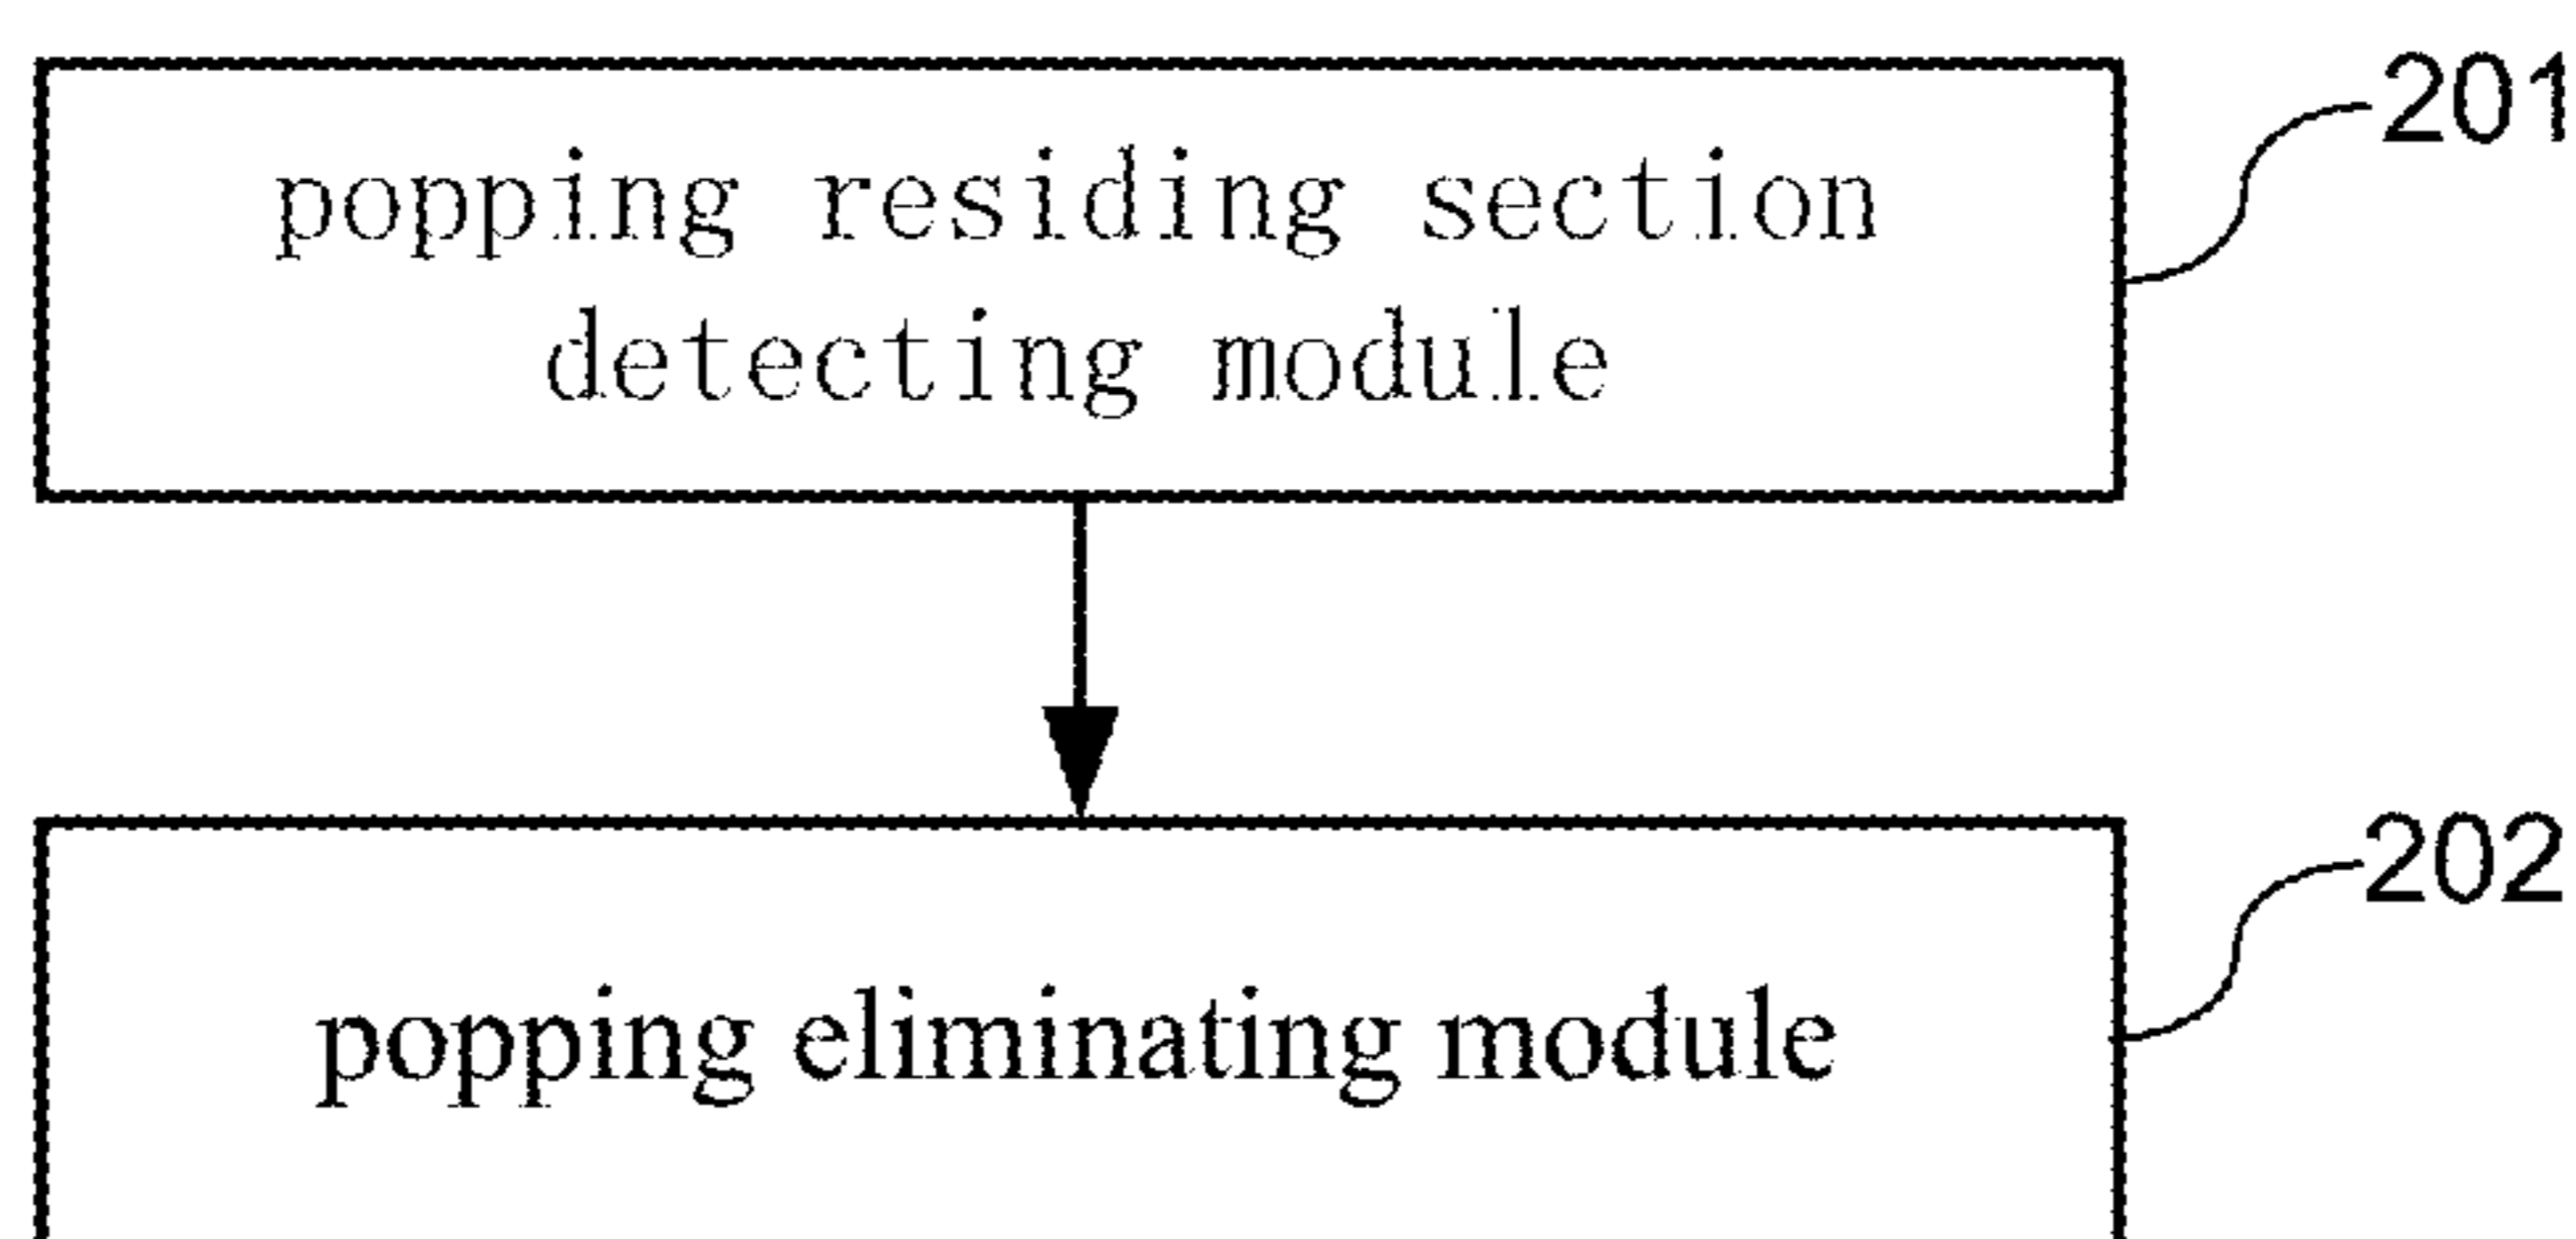 201
popping residing section
detecting module
202
popping eliminating module